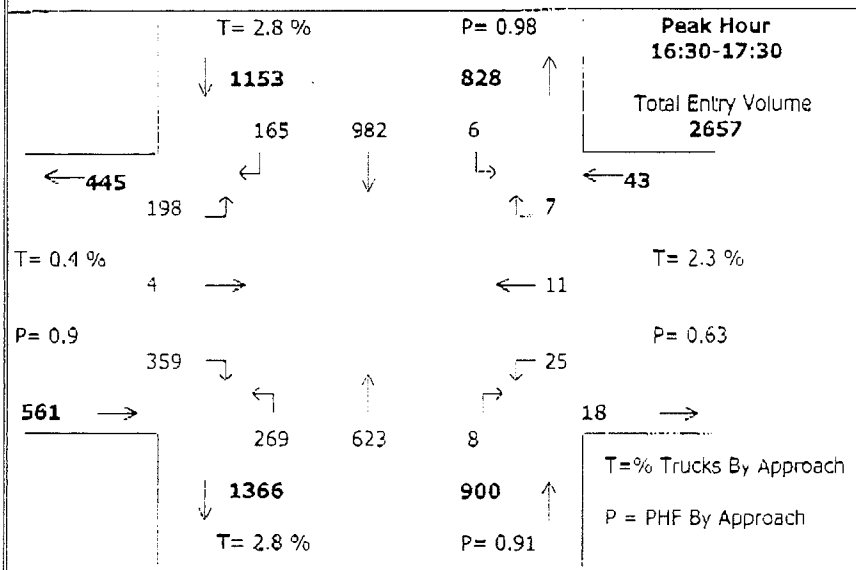 T= 2.8 % P= 0.98 Peak Hour
16:30-17:30
1153 828
Total Entry Volume
165 982 6 2657
445 43
198 7
T= 0.4 % T= 2.3 %
4 11
P= 0.9 P= 0.63
359 25
561 18
269 623 8
T=% Trucks By Approach
1366 900
P = PHF By Approach
T= 2.8 % P= 0.91